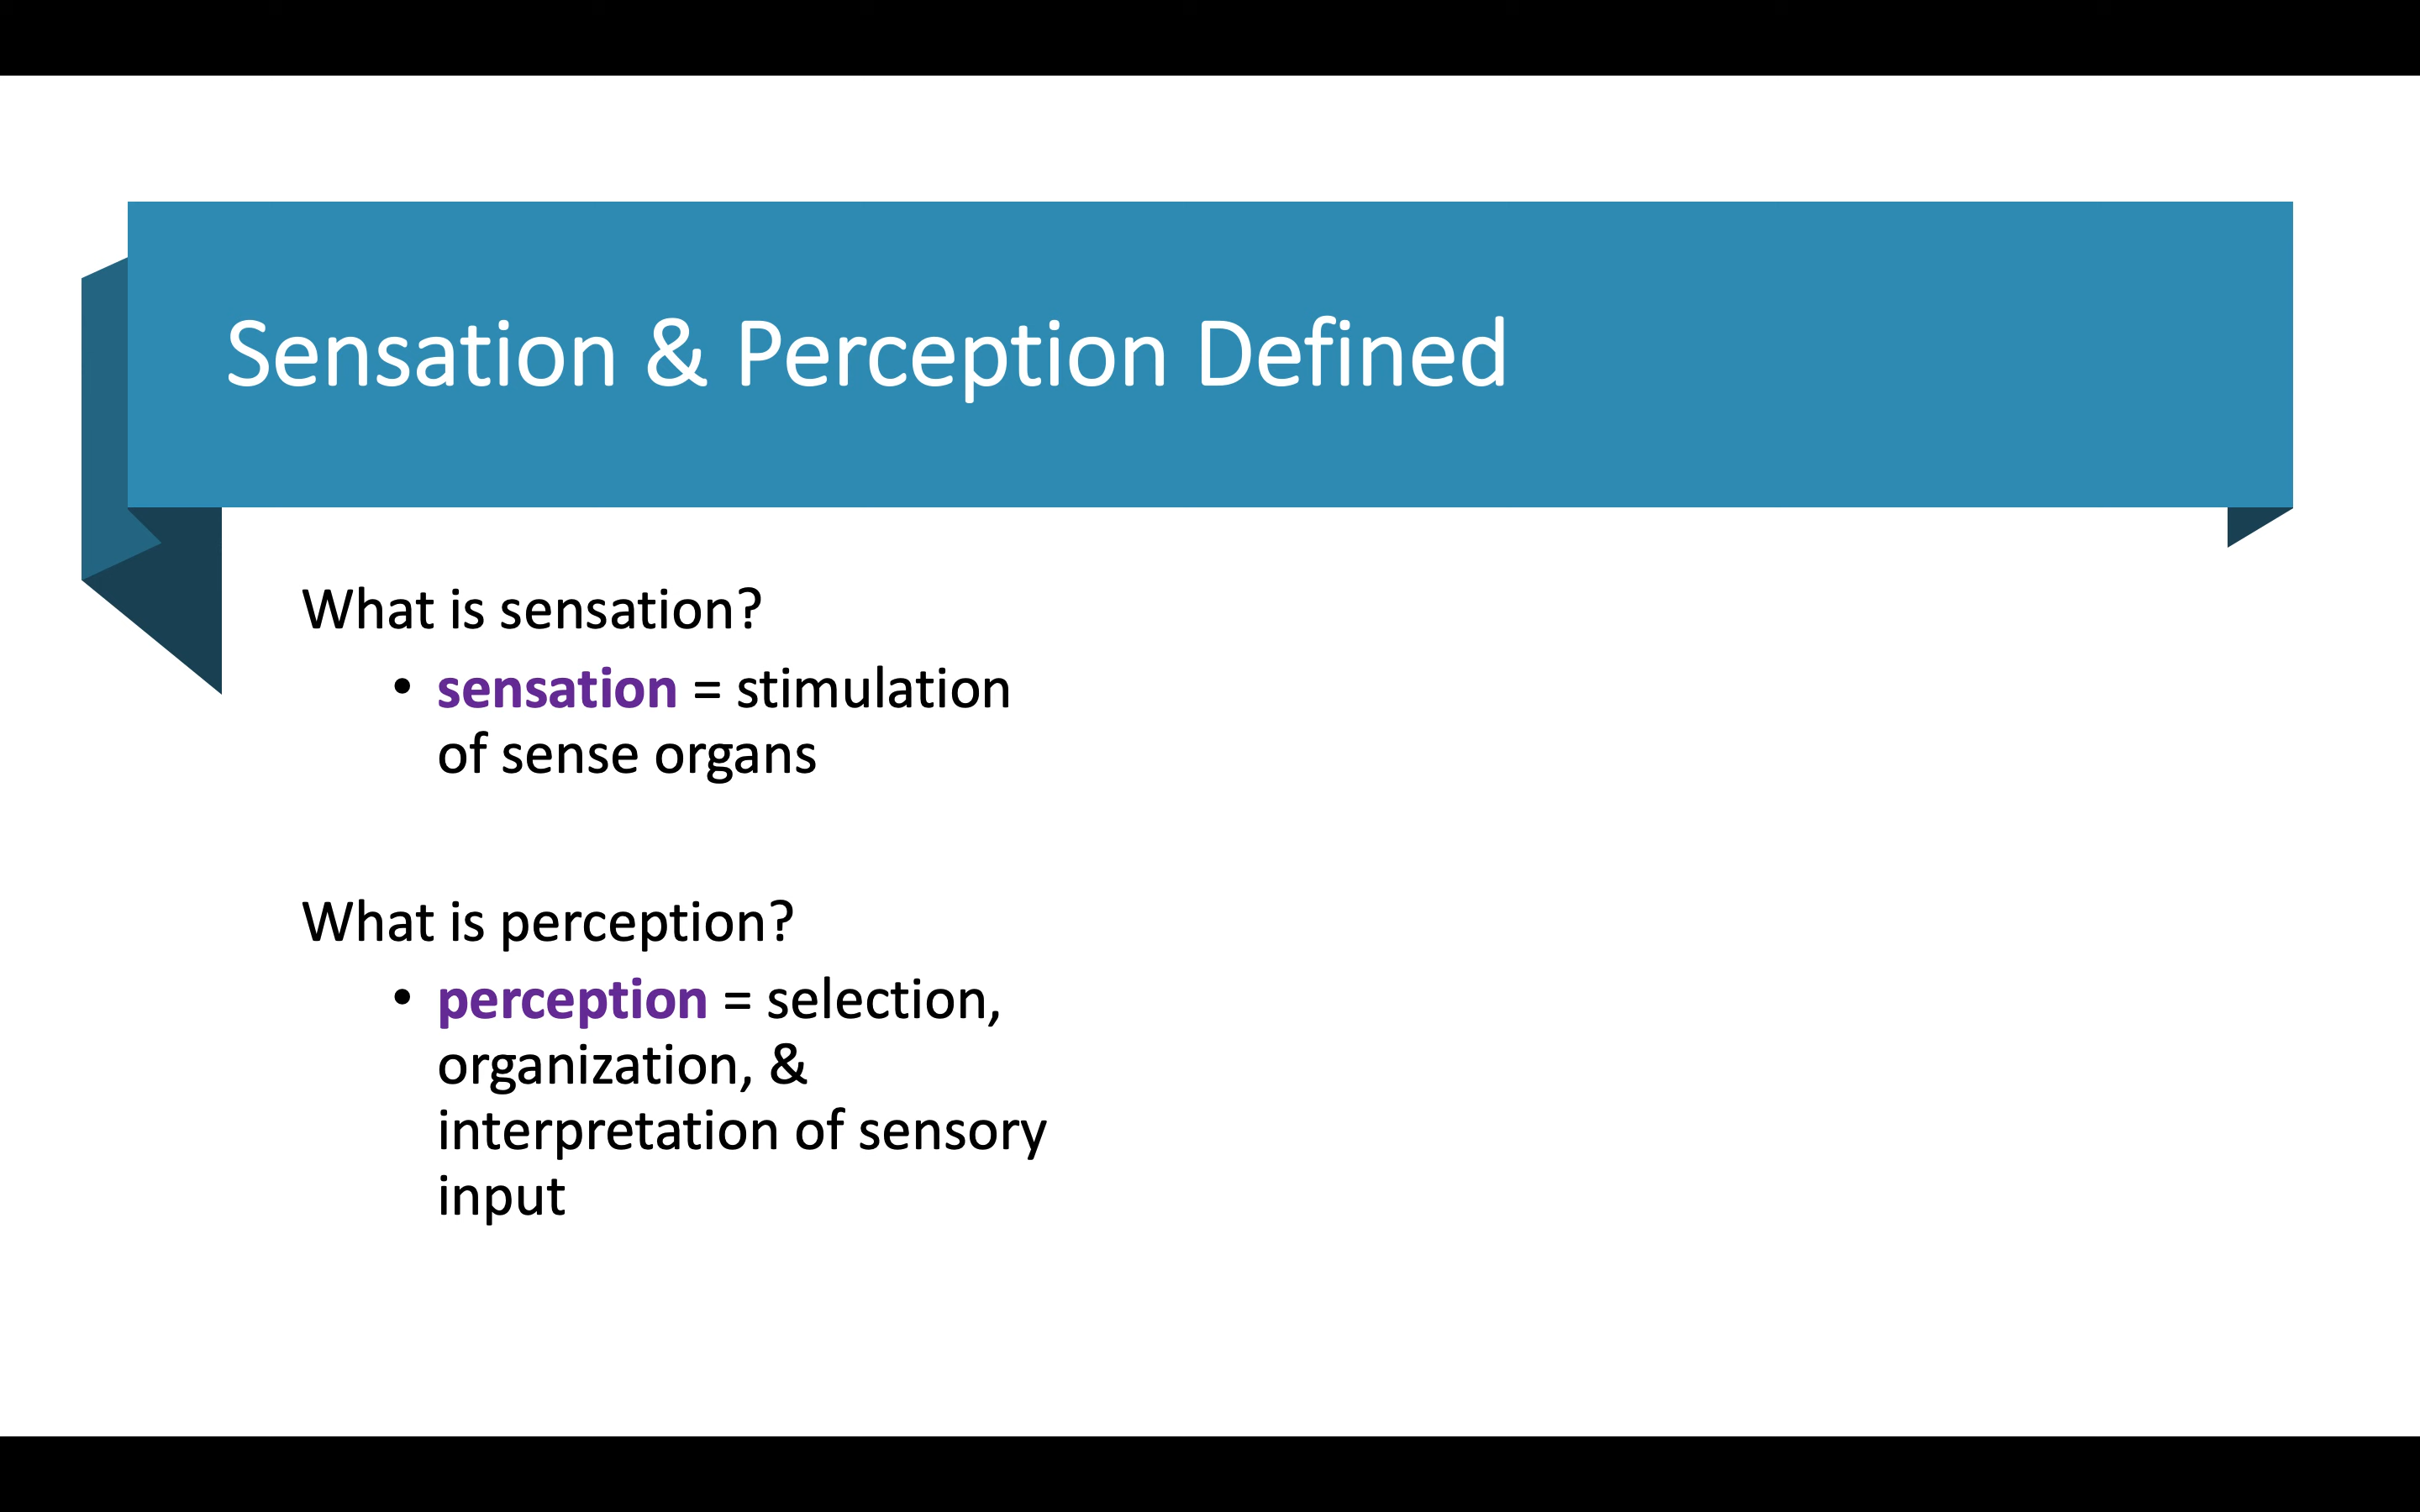 Sensation & Perception Defined
What is sensation?
• sensation = stimulation
of sense organs
What is perception?
• perception = selection,
organization, &
interpretation of sensory
input